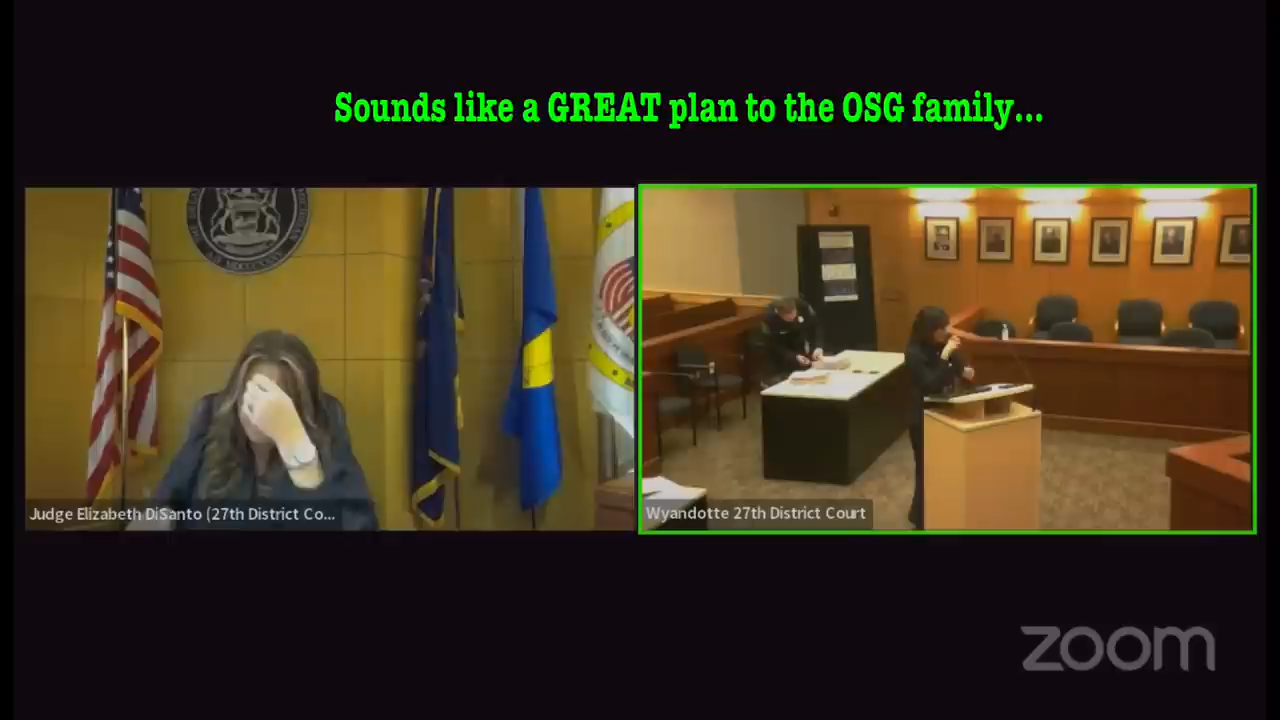 Sounds like a GREAT plan to the OSG family...
Judge Elizabeth DiSanto (27th District Co...
Wyandotte 27th District Court
zoom